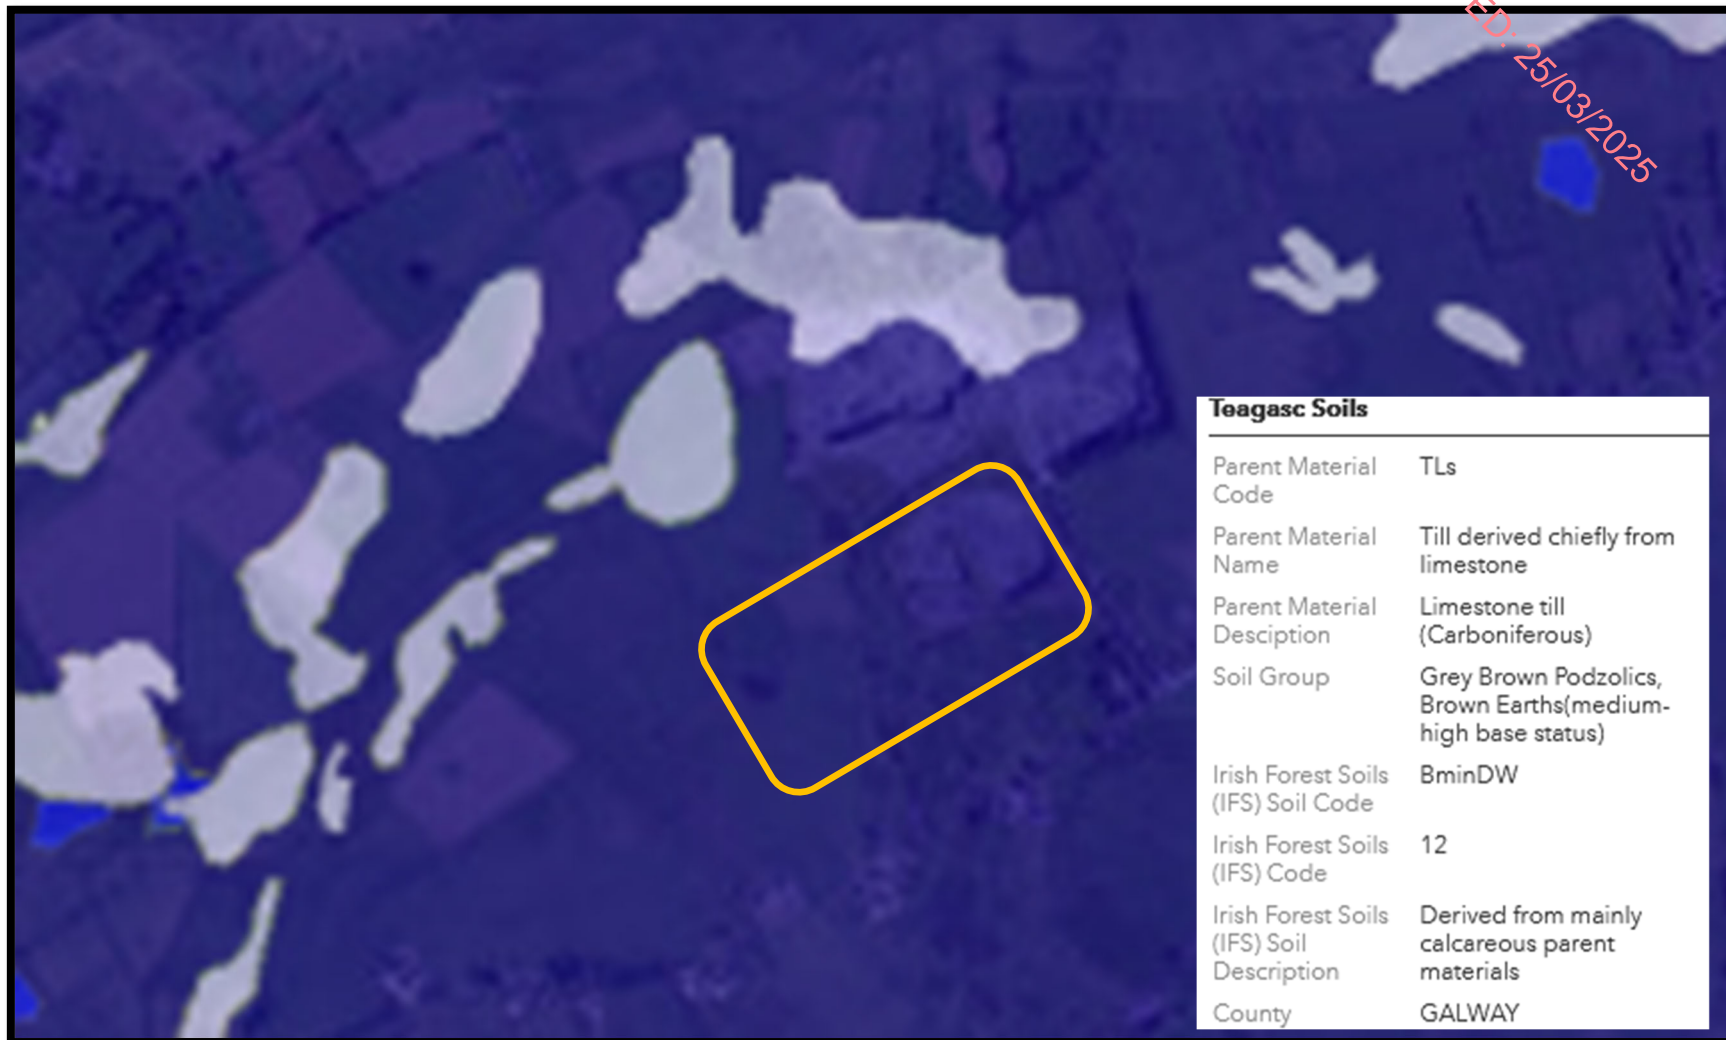 ED: 25/03/2025
Teagasc Soils
Parent Material Code TLs
Parent Material Name Till derived chiefly from limestone
Parent Material Desciption Limestone till (Carboniferous)
Soil Group Grey Brown Podzolics, Brown Earths(medium-high base status)
Irish Forest Soils (IFS) Soil Code BminDW
Irish Forest Soils (IFS) Code 12
Irish Forest Soils (IFS) Soil Description Derived from mainly calcareous parent materials
County GALWAY